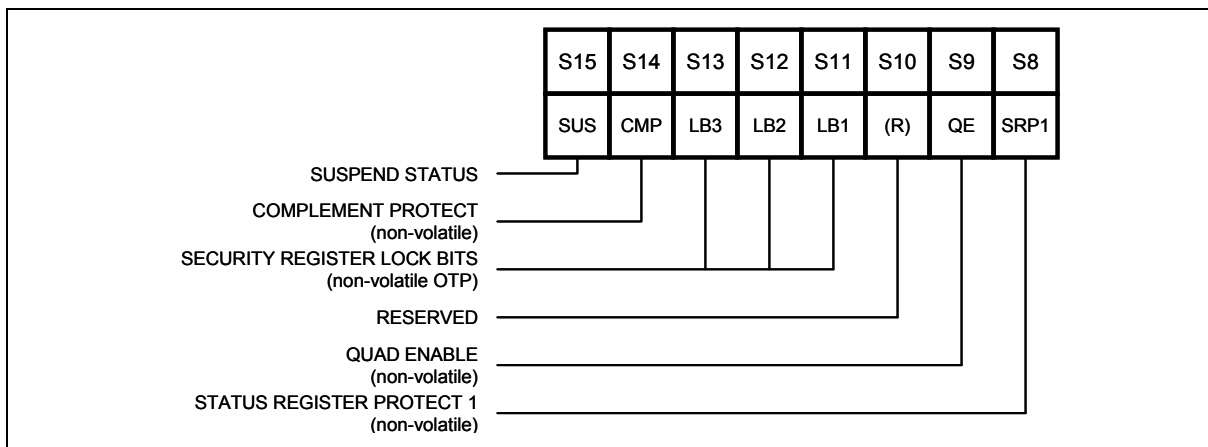 S15 S14 S13 S12 S11 S10 S9 S8
SUS CMP LB3 LB2 LB1 (R) QE SRP1
SUSPEND STATUS
COMPLEMENT PROTECT
(non-volatile)
SECURITY REGISTER LOCK BITS
(non-volatile OTP)
RESERVED
QUAD ENABLE
(non-volatile)
STATUS REGISTER PROTECT 1
(non-volatile)